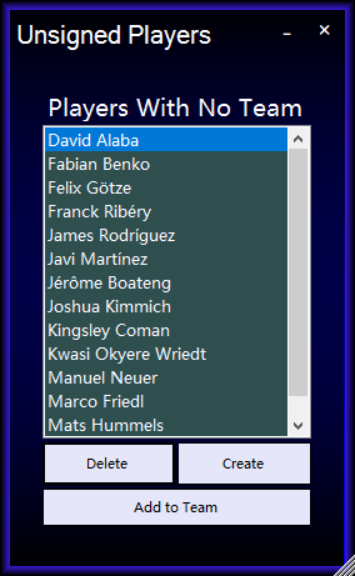 Unsigned Players
Players With No Team
David Alaba
Fabian Benko
Felix Götze
Franck Ribéry
James Rodríguez
Javi Martínez
Jérôme Boateng
Joshua Kimmich
Kingsley Coman
Kwasi Okyere Wriedt
Manuel Neuer
Marco Friedl
Mats Hummels
Delete Create
Add to Team